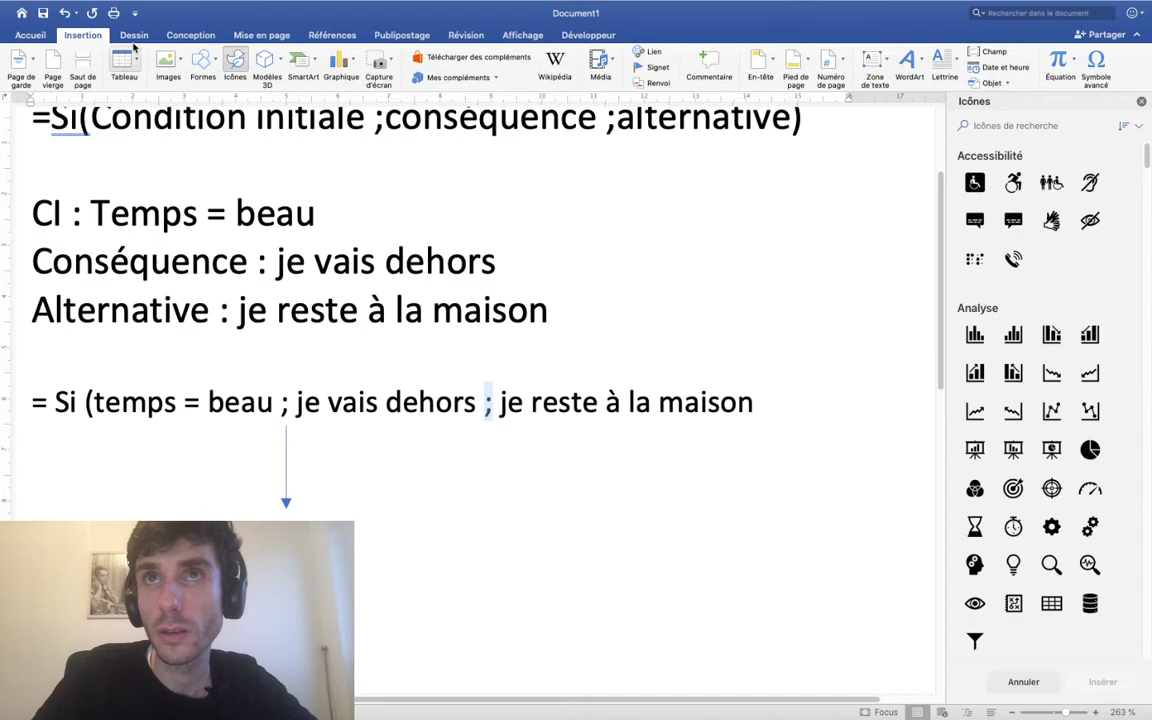 Document1
Rechercher dans le document
Accueil Insertion Dessin Conception Mise en page Références Publipostage Révision Affichage Développeur
Partager
Page de garde
Page vierge
Saut de page
Tableau
Images
Formes
Icônes
Modèles 3D
SmartArt
Graphique
Capture d'écran
Télécharger des compléments
Mes compléments
Wikipédia
Média
Lien
Signet
Renvoi
Commentaire
En-tête
Pied de page
Numéro de page
Zone de texte
WordArt
Lettrine
Champ
Date et heure
Objet
Équation
Symbole avancé
=Si(Condition initiale ;conséquence ;alternative)
CI : Temps = beau
Conséquence : je vais dehors
Alternative : je reste à la maison
= Si (temps = beau ; je vais dehors ; je reste à la maison
Icônes
Icônes de recherche
Accessibilité
Analyse
Annuler Insérer
Focus
263 %